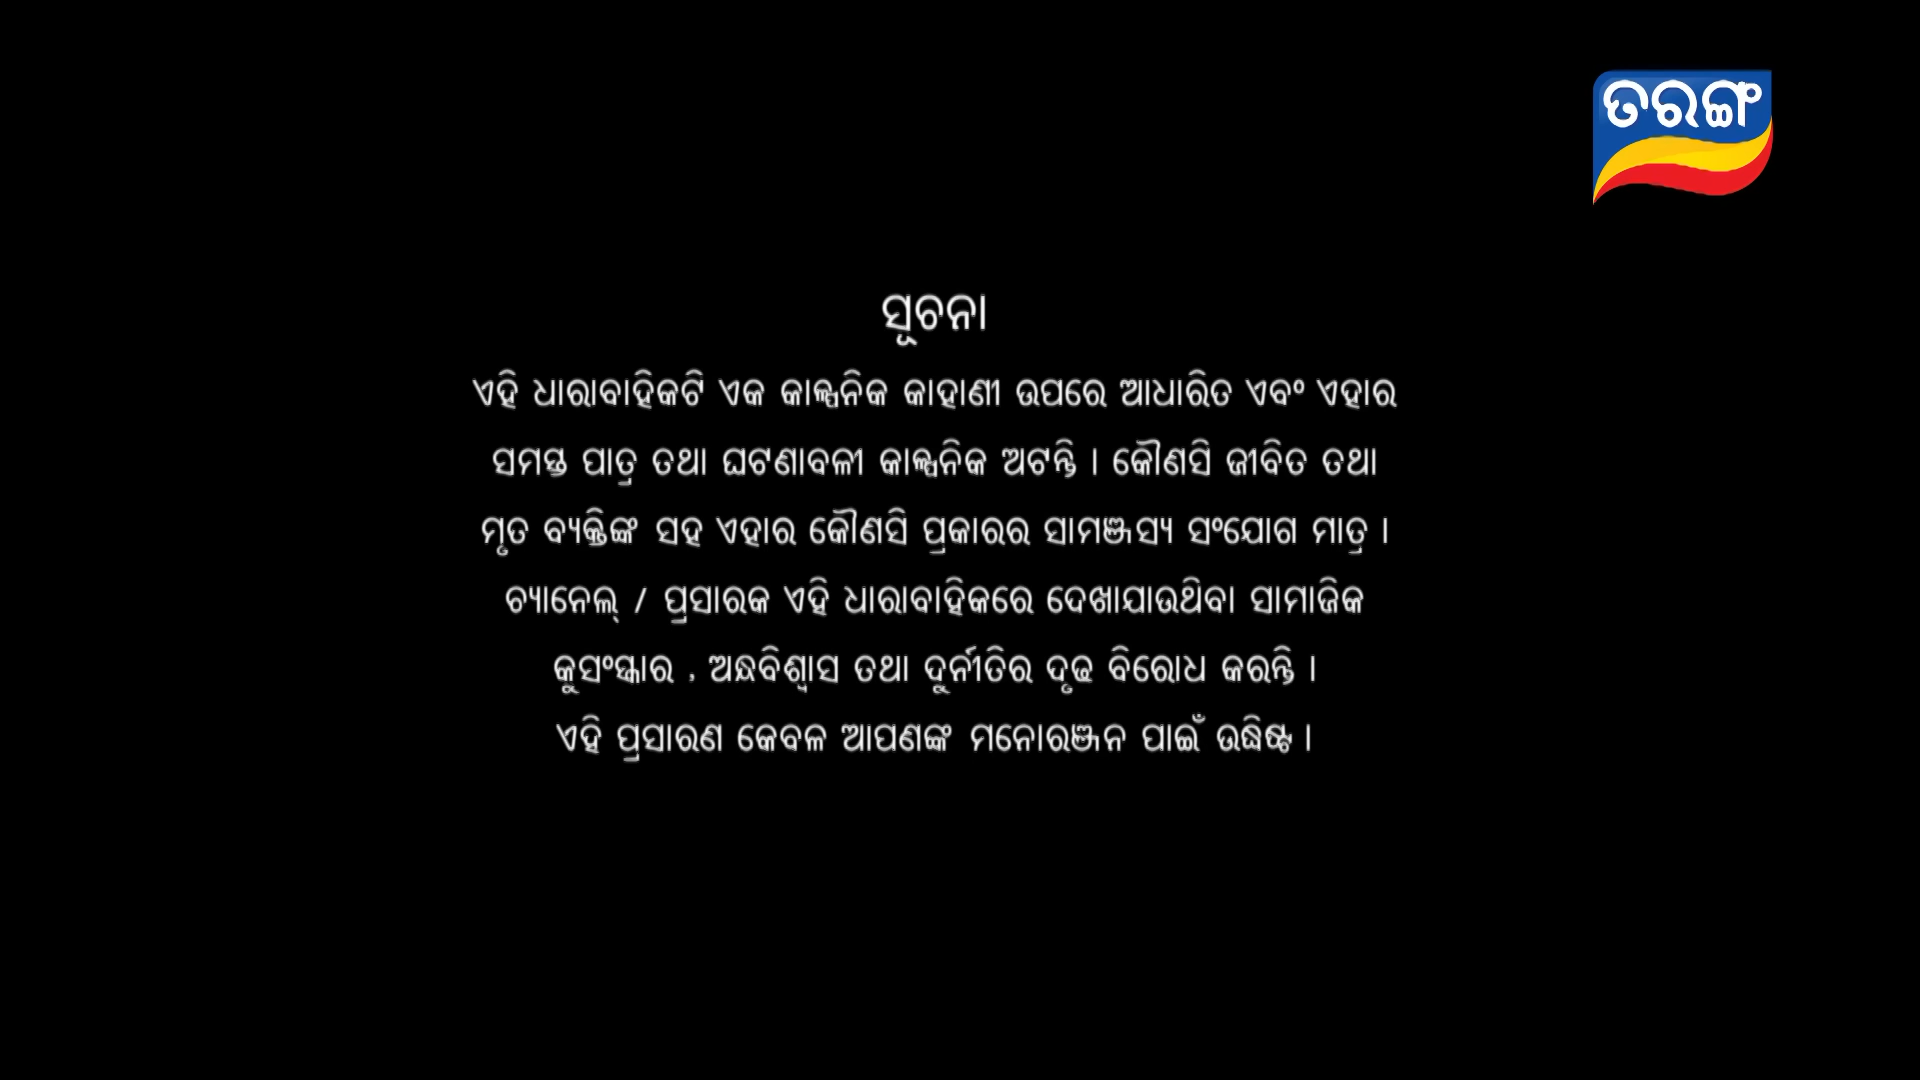 ତରଙ୍ଗ
ସୂଚନା
ଏହି ଧାରାବାହିକଟି ଏକ କାଳ୍ପନିକ କାହାଣୀ ଉପରେ ଆଧାରିତ ଏବଂ ଏହାର
ସମସ୍ତ ପାତ୍ର ତଥା ଘଟଣାବଳୀ କାଳ୍ପନିକ ଅଟନ୍ତି । କୌଣସି ଜୀବିତ ତଥା
ମୃତ ବ୍ୟକ୍ତିଙ୍କ ସହ ଏହାର କୌଣସି ପ୍ରକାରର ସାମଞ୍ଜସ୍ୟ ସଂଯୋଗ ମାତ୍ର ।
ଚ୍ୟାନେଲ୍ / ପ୍ରସାରକ ଏହି ଧାରାବାହିକରେ ଦେଖାଯାଉଥିବା ସାମାଜିକ
କୁସଂସ୍କାର , ଅନ୍ଧବିଶ୍ୱାସ ତଥା ଦୁର୍ନୀତିର ଦୃଢ ବିରୋଧ କରନ୍ତି ।
ଏହି ପ୍ରସାରଣ କେବଳ ଆପଣଙ୍କ ମନୋରଞ୍ଜନ ପାଇଁ ଉଦ୍ଧିଷ୍ଟ ।